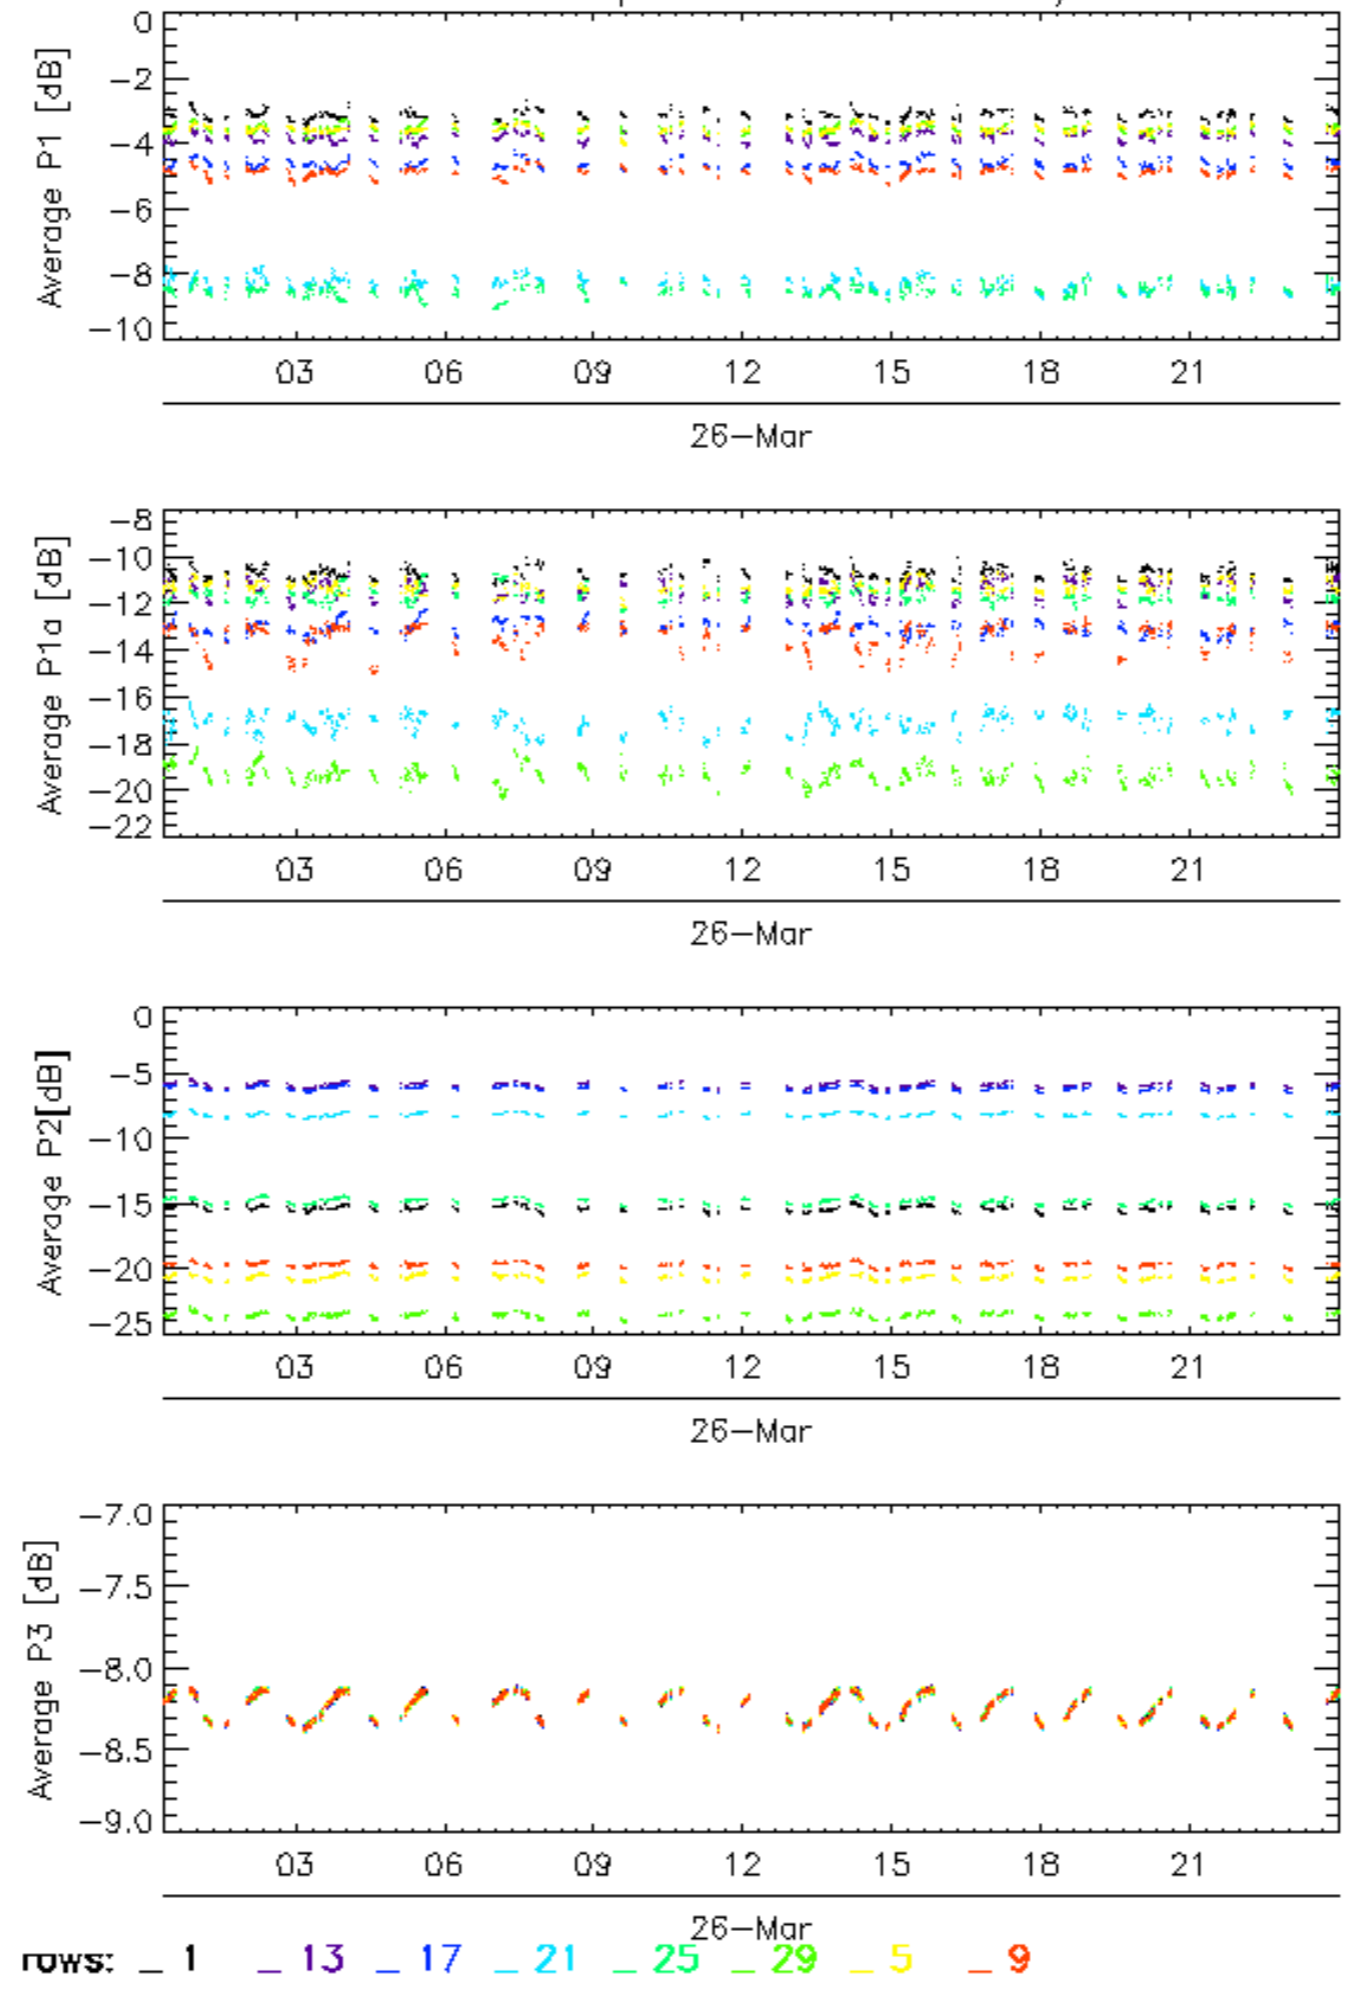 0
−2
−4
−6
−8
−10
Average P1 [dB]
03 06 09 12 15 18 21
26−Mar
−8
−10
−12
−14
−16
−18
−20
−22
Average P1a [dB]
03 06 09 12 15 18 21
26−Mar
0
−5
−10
−15
−20
−25
Average P2[dB]
03 06 09 12 15 18 21
26−Mar
−7.0
−7.5
−8.0
−8.5
−9.0
Average P3 [dB]
03 06 09 12 15 18 21
26−Mar
rows: _ 1 _ 13 _ 17 _ 21 _ 25 _ 29 _ 5 _ 9